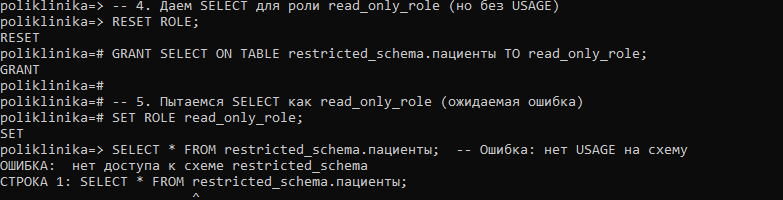 poliklinika=> -- 4. Даем SELECT для роли read_only_role (но без USAGE)
poliklinika=> RESET ROLE;
RESET
poliklinika=# GRANT SELECT ON TABLE restricted_schema.пациенты TO read_only_role;
GRANT
poliklinika=#
poliklinika=# -- 5. Пытаемся SELECT как read_only_role (ожидаемая ошибка)
poliklinika=# SET ROLE read_only_role;
SET
poliklinika=> SELECT * FROM restricted_schema.пациенты;  -- Ошибка: нет USAGE на схему
ОШИБКА:  нет доступа к схеме restricted_schema
СТРОКА 1: SELECT * FROM restricted_schema.пациенты;
                        ^